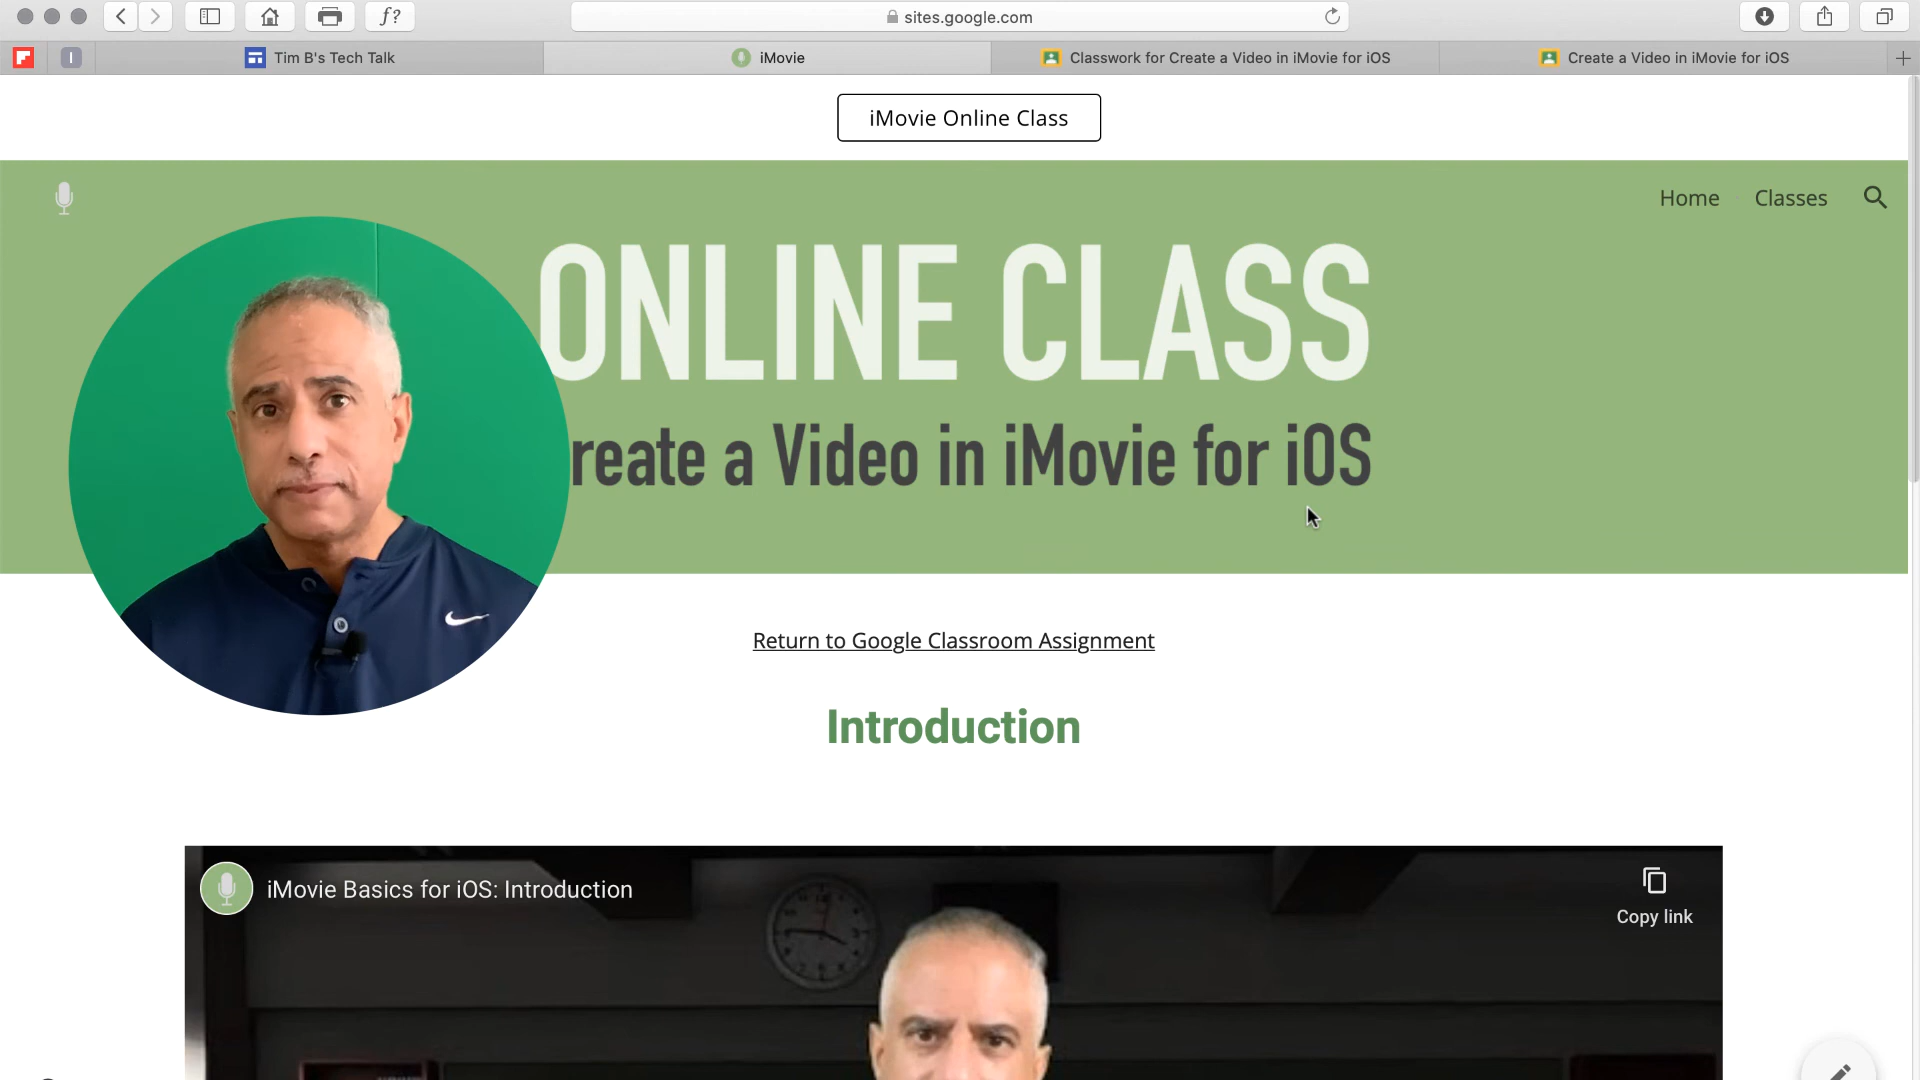 f?
sites.google.com
I
Tim B's Tech Talk
iMovie
Classwork for Create a Video in iMovie for iOS
Create a Video in iMovie for iOS
iMovie Online Class
Home
Classes
ONLINE CLASS
reate a Video in iMovie for iOS
Return to Google Classroom Assignment
Introduction
iMovie Basics for iOS: Introduction
Copy link